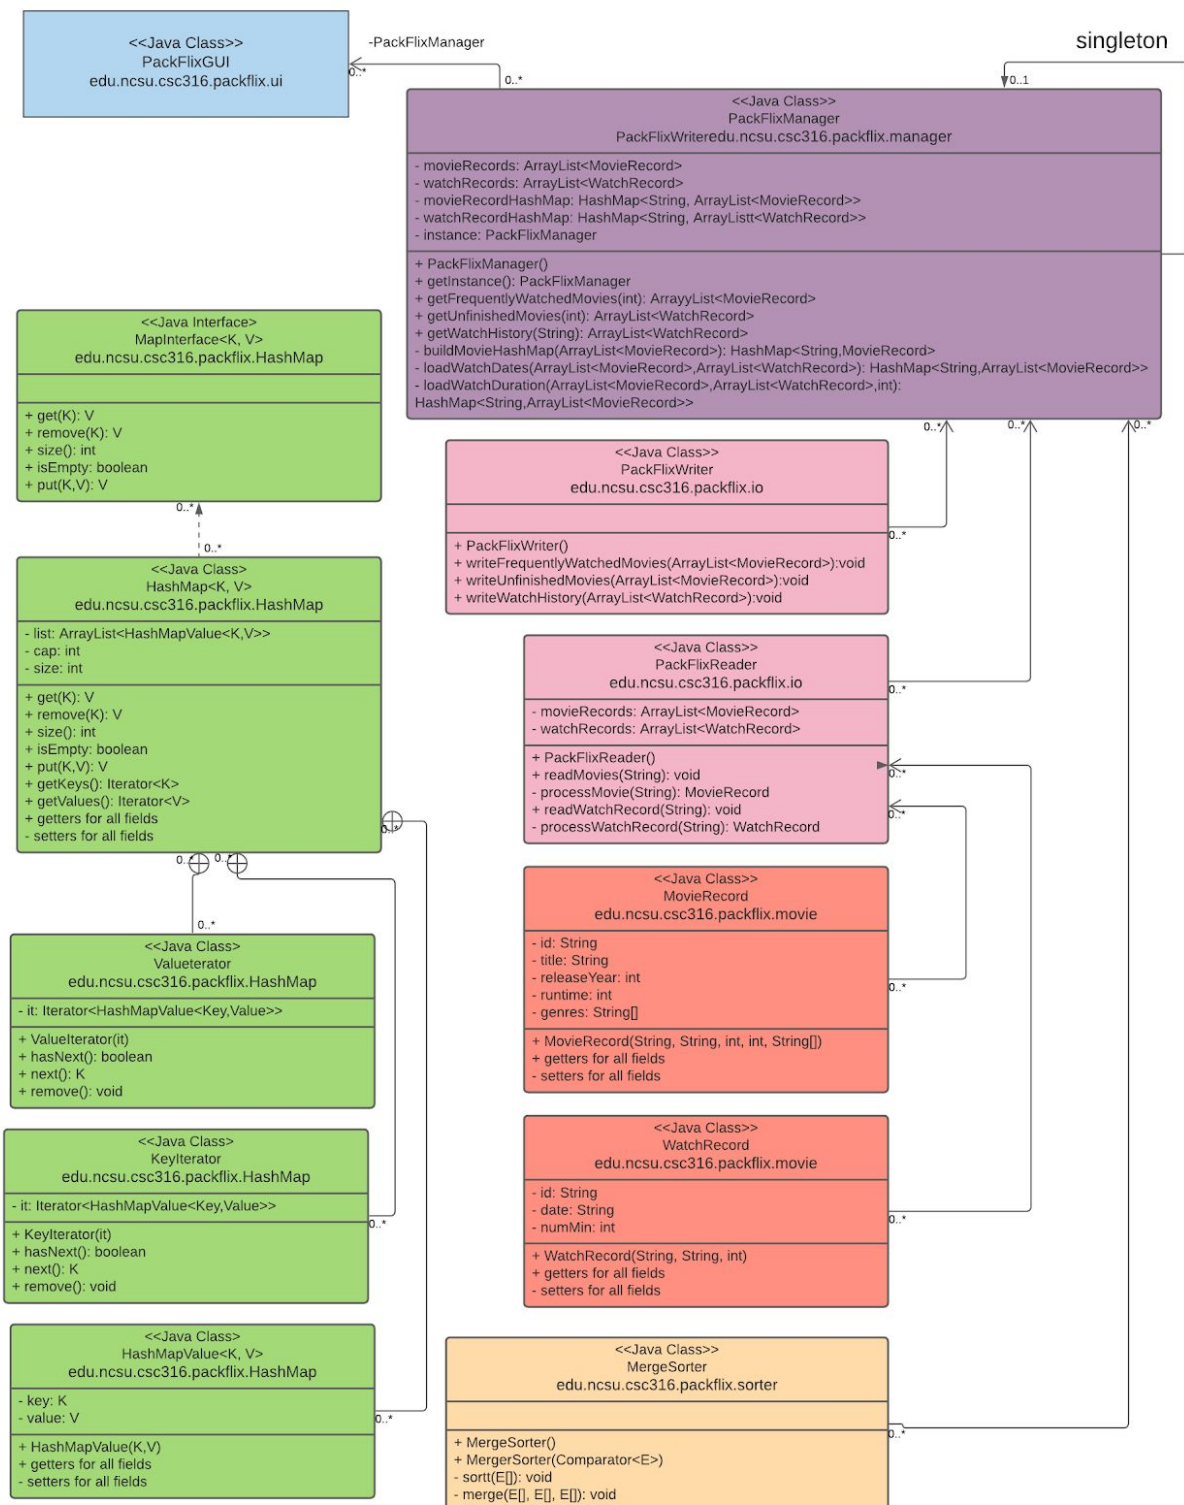 <<Java Class>>
PackFlixGUI
edu.ncsu.csc316.packflix.ui
-PackFlixManager
0..*
0..*
singleton
0..1
<<Java Class>>
PackFlixManager
PackFlixWriteredu.ncsu.csc316.packflix.manager
- movieRecords: ArrayList<MovieRecord>
- watchRecords: ArrayList<WatchRecord>
- movieRecordHashMap: HashMap<String, ArrayList<MovieRecord>>
- watchRecordHashMap: HashMap<String, ArrayListt<WatchRecord>>
- instance: PackFlixManager
+ PackFlixManager()
+ getInstance(): PackFlixManager
+ getFrequentlyWatchedMovies(int): ArrayyList<MovieRecord>
+ getUnfinishedMovies(int): ArrayList<WatchRecord>
+ getWatchHistory(String): ArrayList<WatchRecord>
- buildMovieHashMap(ArrayList<MovieRecord>): HashMap<String,MovieRecord>
- loadWatchDates(ArrayList<MovieRecord>,ArrayList<WatchRecord>): HashMap<String,ArrayList<MovieRecord>>
- loadWatchDuration(ArrayList<MovieRecord>,ArrayList<WatchRecord>,int):
HashMap<String,ArrayList<MovieRecord>>
0..*
0..*
0..*
<<Java Interface>
MapInterface<K, V>
edu.ncsu.csc316.packflix.HashMap
+ get(K): V
+ remove(K): V
+ size(): int
+ isEmpty: boolean
+ put(K,V): V
0..*
0..*
<<Java Class>
HashMap<K, V>
edu.ncsu.csc316.packflix.HashMap
- list: ArrayList<HashMapValue<K,V>>
- cap: int
- size: int
+ get(K): V
+ remove(K): V
+ size(): int
+ isEmpty: boolean
+ put(K,V): V
+ getKeys(): Iterator<K>
+ getValues(): Iterator<V>
+ getters for all fields
- setters for all fields
0..*
0..*
0..*
0..*
<<Java Class>
Valueterator
edu.ncsu.csc316.packflix.HashMap
- it: Iterator<HashMapValue<Key,Value>>
+ ValueIterator(it)
+ hasNext(): boolean
+ next(): K
+ remove(): void
<<Java Class>
KeyIterator
edu.ncsu.csc316.packflix.HashMap
- it: Iterator<HashMapValue<Key,Value>>
+ KeyIterator(it)
+ hasNext(): boolean
+ next(): K
+ remove(): void
0..*
<<Java Class>
HashMapValue<K, V>
edu.ncsu.csc316.packflix.HashMap
- key: K
- value: V
+ HashMapValue(K,V)
+ getters for all fields
- setters for all fields
0..*
<<Java Class>>
PackFlixWriter
edu.ncsu.csc316.packflix.io
+ PackFlixWriter()
+ writeFrequentlyWatchedMovies(ArrayList<MovieRecord>):void
+ writeUnfinishedMovies(ArrayList<MovieRecord>):void
+ writeWatchHistory(ArrayList<WatchRecord>):void
0..*
<<Java Class>>
PackFlixReader
edu.ncsu.csc316.packflix.io
- movieRecords: ArrayList<MovieRecord>
- watchRecords: ArrayList<WatchRecord>
+ PackFlixReader()
+ readMovies(String): void
- processMovie(String): MovieRecord
+ readWatchRecord(String): void
- processWatchRecord(String): WatchRecord
0..*
0..*
0..*
<<Java Class>>
MovieRecord
edu.ncsu.csc316.packflix.movie
- id: String
- title: String
- releaseYear: int
- runtime: int
- genres: String[]
+ MovieRecord(String, String, int, int, String[])
+ getters for all fields
- setters for all fields
0..*
<<Java Class>>
WatchRecord
edu.ncsu.csc316.packflix.movie
- id: String
- date: String
- numMin: int
+ WatchRecord(String, String, int)
+ getters for all fields
- setters for all fields
0..*
<<Java Class>>
MergeSorter
edu.ncsu.csc316.packflix.sorter
+ MergeSorter()
+ MergerSorter(Comparator<E>)
- sortt(E[]): void
- merge(E[], E[], E[]): void
0..*